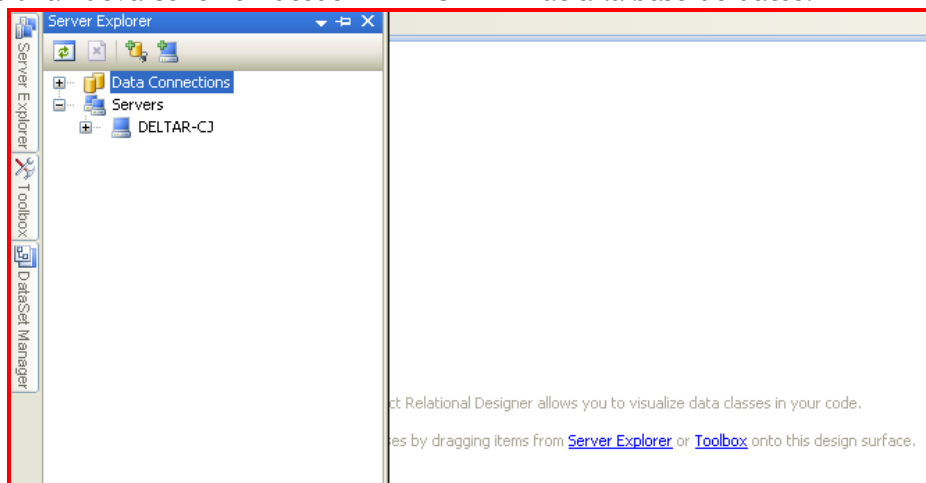 Server Explorer
Data Connections
Servers
DELTAR-CJ
Server Explorer
Toolbox
DataSet Manager
ct Relational Designer allows you to visualize data classes in your code.
es by dragging items from Server Explorer or Toolbox onto this design surface.